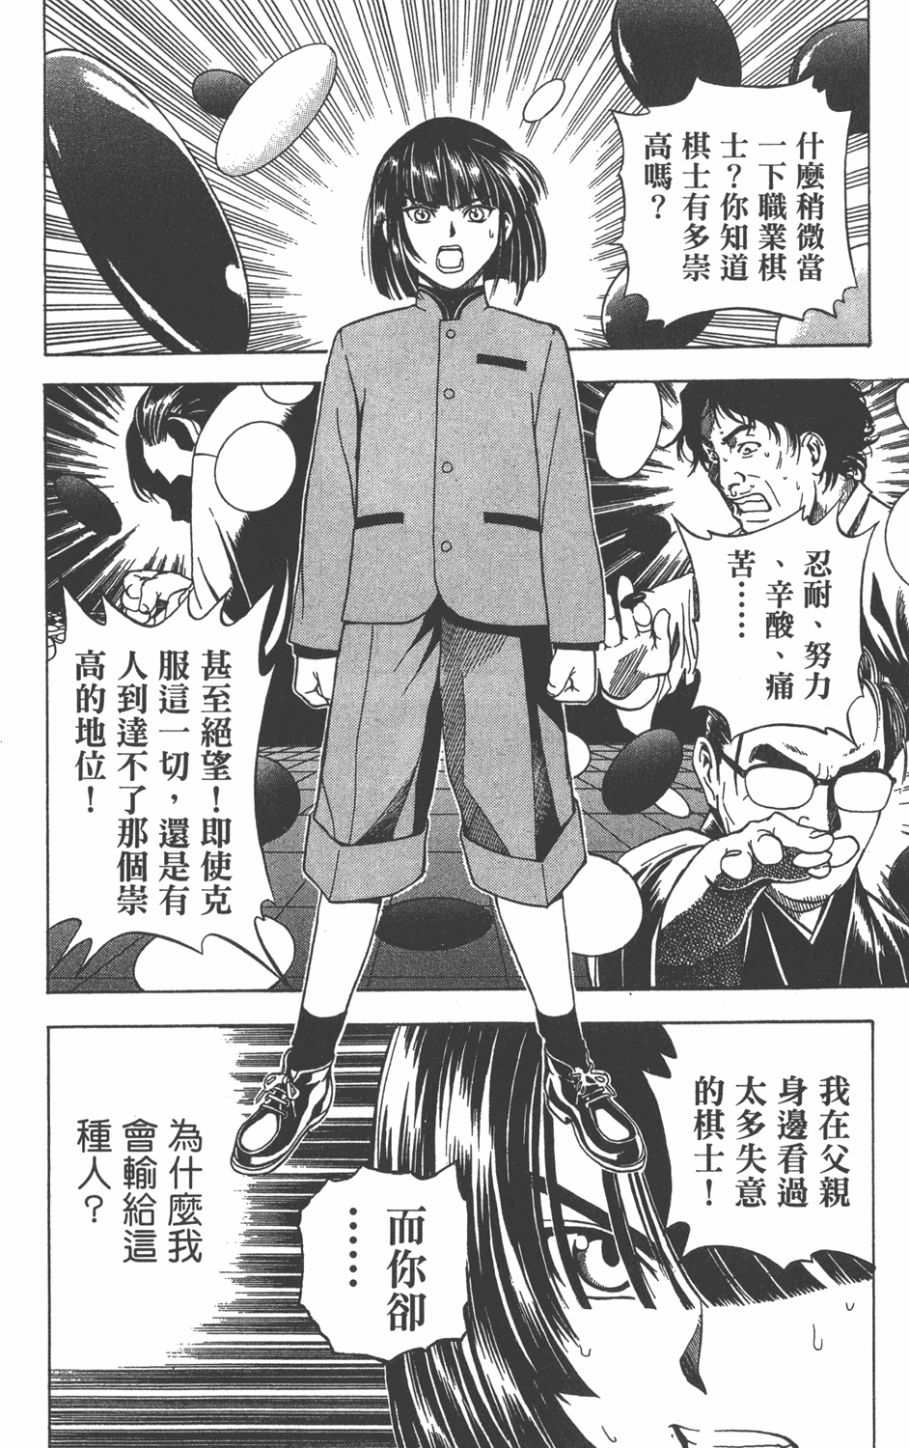 什麼稍微當
一下職業棋
士？你知道
棋士有多崇
高嗎？
忍耐、努力
、辛酸、痛
苦……
甚至絕望！即使克
服這一切，還是有
人到達不了那個崇
高的地位！
我在父親
身邊看過
太多失意
的棋士！
而你卻
……
為什麼我
會輸給這
種人？